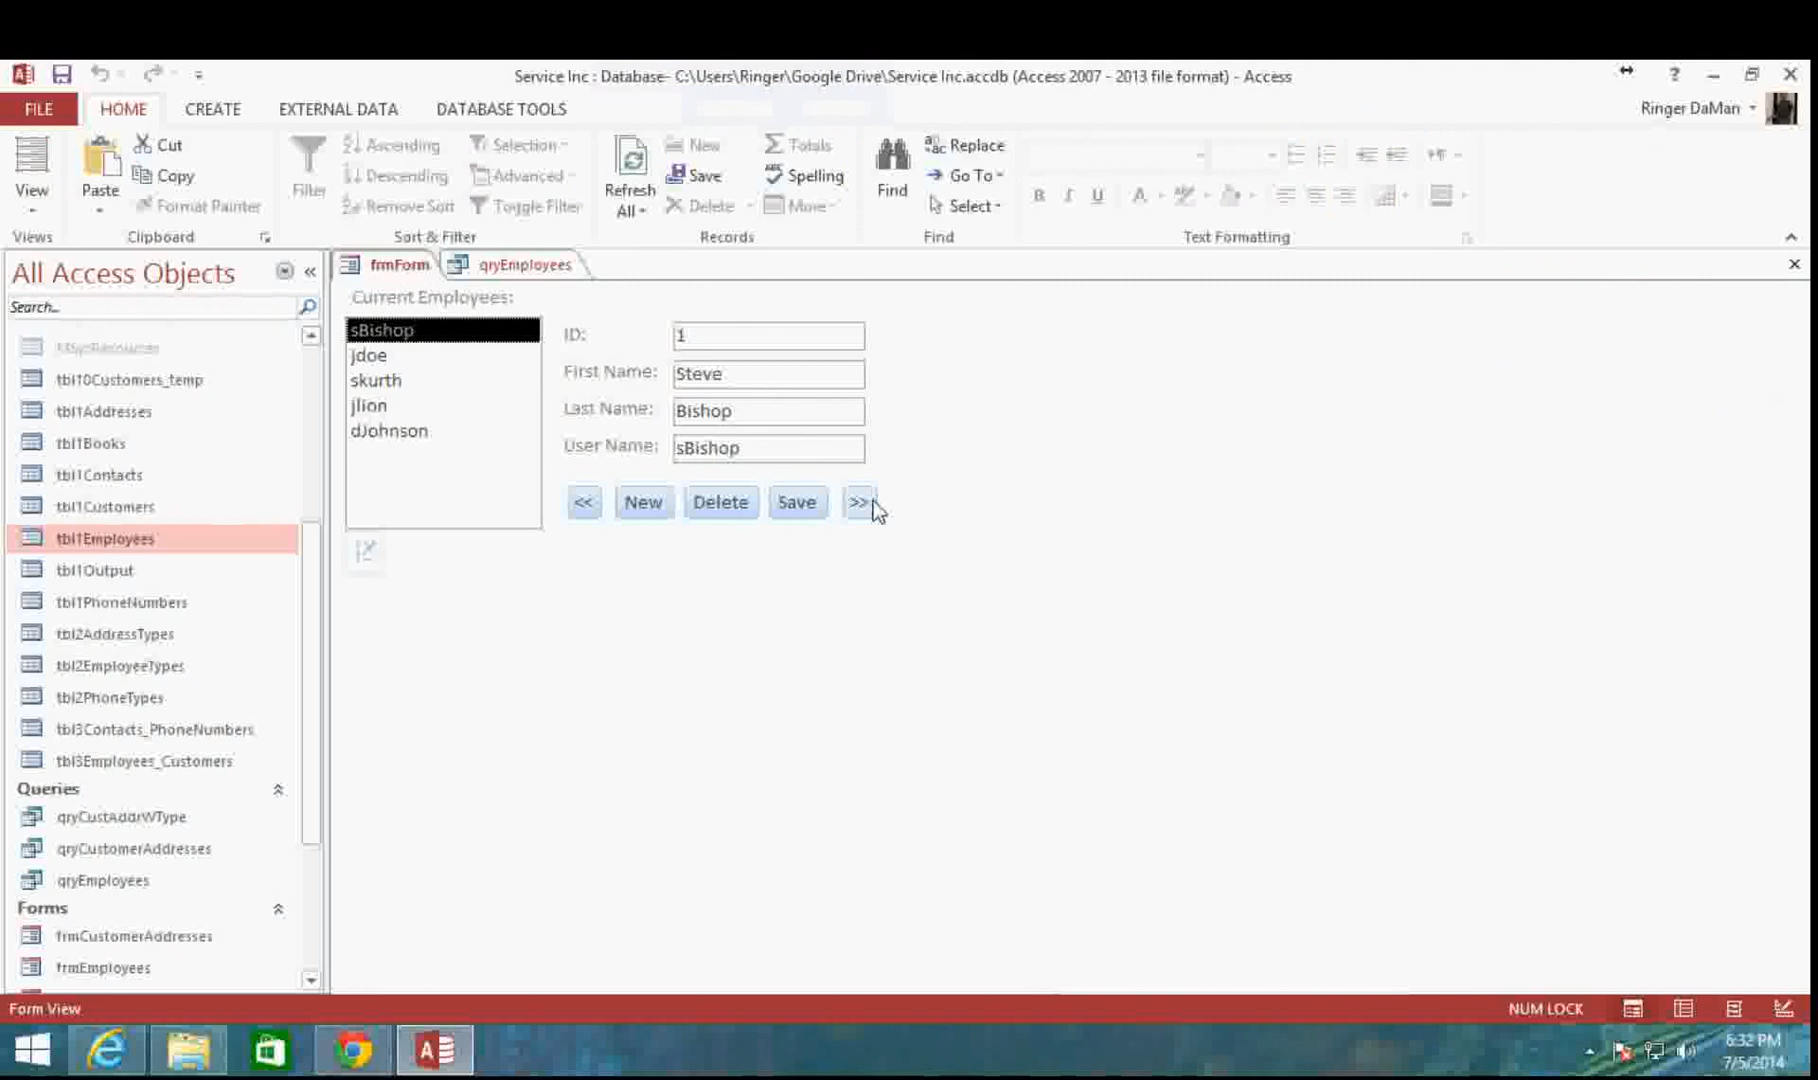 Service Inc : Database- C:\Users\Ringer\Google Drive\Service Inc.accdb (Access 2007 - 2013 file format) - Access
?
FILE HOME CREATE EXTERNAL DATA DATABASE TOOLS
Ringer DaMan
View
Views
Paste
Cut
Copy
Format Painter
Clipboard
Filter
Ascending
Descending
Remove Sort
Selection
Advanced
Toggle Filter
Sort & Filter
Refresh
All
New
Save
Delete
Totals
Spelling
More
Records
Find
Replace
Go To
Select
Find
B I U A
Text Formatting
All Access Objects
Search...
MSysResources
tbl10Customers_temp
tbl1Addresses
tbl1Books
tbl1Contacts
tbl1Customers
tbl1Employees
tbl1Output
tbl1PhoneNumbers
tbl2AddressTypes
tbl2EmployeeTypes
tbl2PhoneTypes
tbl3Contacts_PhoneNumbers
tbl3Employees_Customers
Queries
qryCustAddrWType
qryCustomerAddresses
qryEmployees
Forms
frmCustomerAddresses
frmEmployees
frmForm
qryEmployees
Current Employees:
sBishop
jdoe
skurth
jlion
dJohnson
ID: 1
First Name: Steve
Last Name: Bishop
User Name: sBishop
<< New Delete Save >>
Form View
NUM LOCK
6:32 PM
7/5/2014